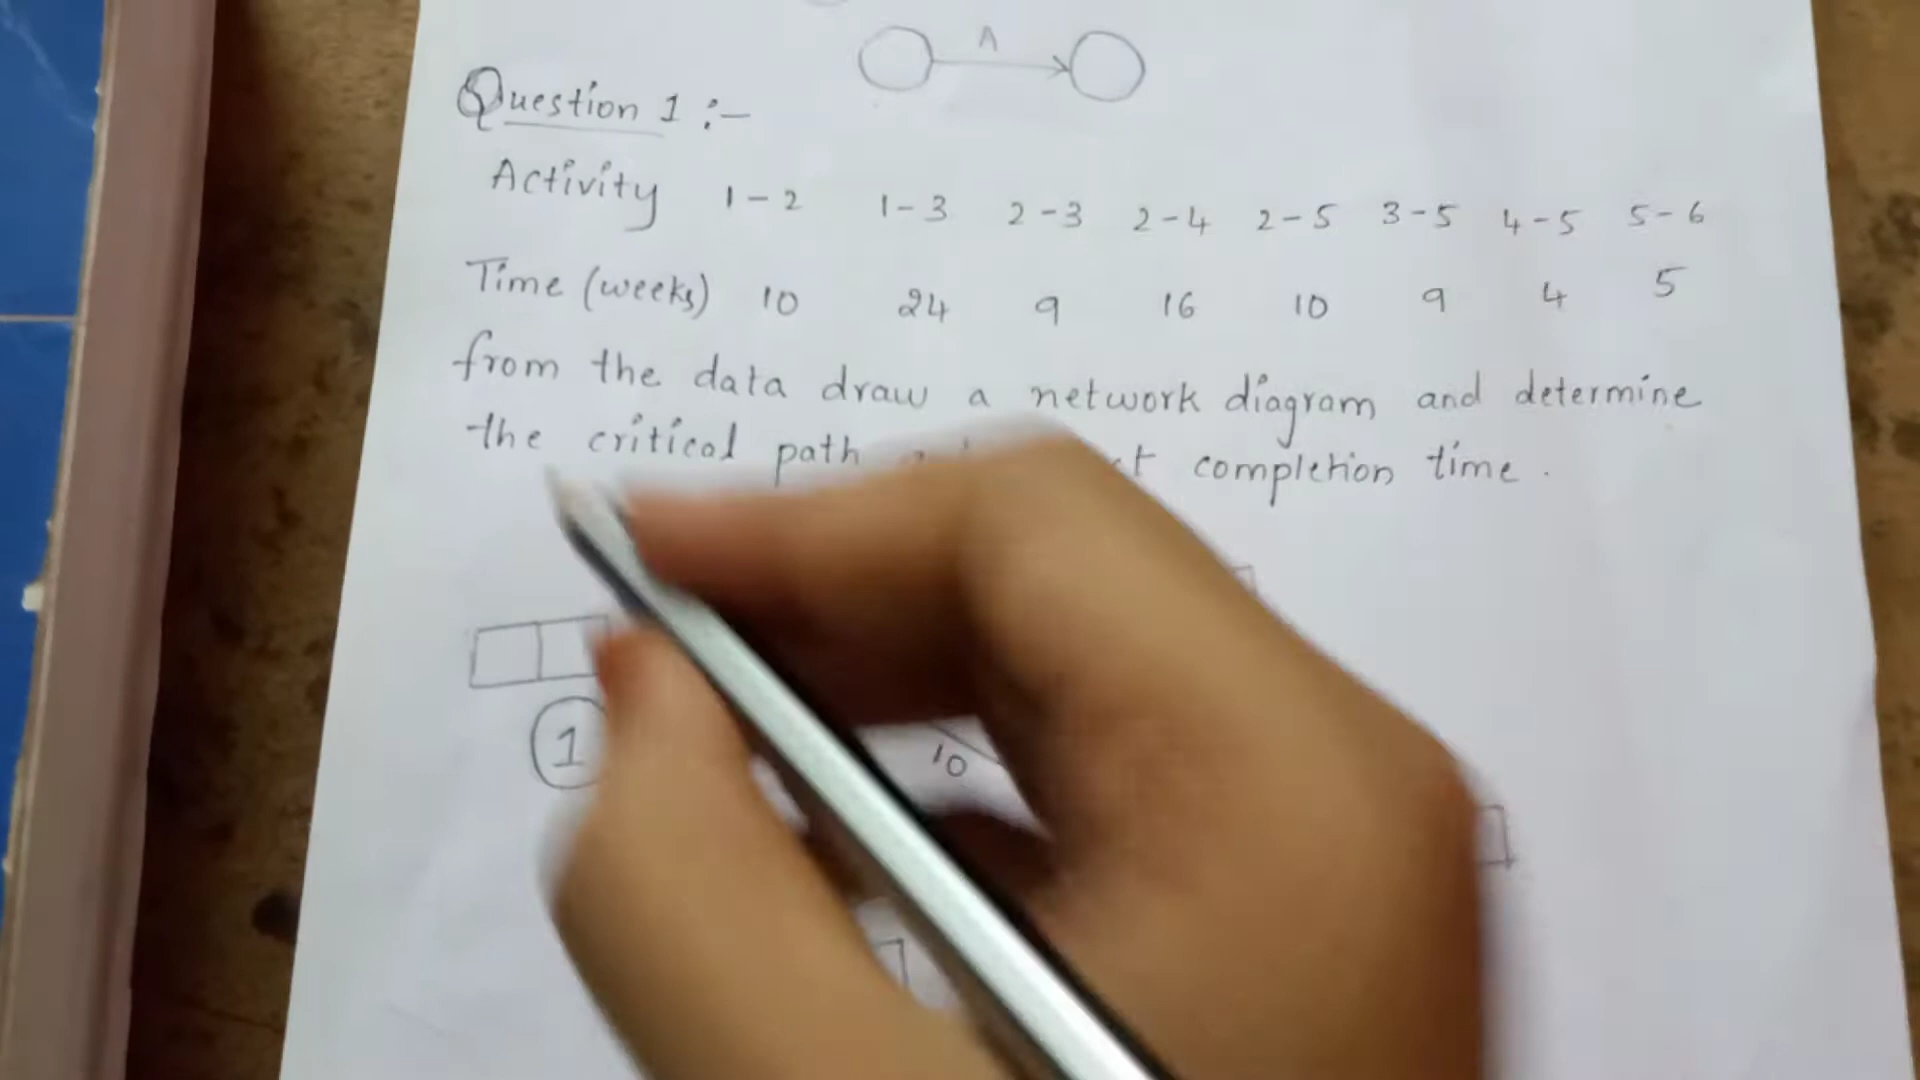 A
Question 1 :-
Activity 1-2 1-3 2-3 2-4 2-5 3-5 4-5 5-6
Time (weeks) 10 24 9 16 10 9 4 5
from the data draw a network diagram and determine
the critical path completion time .
10
1